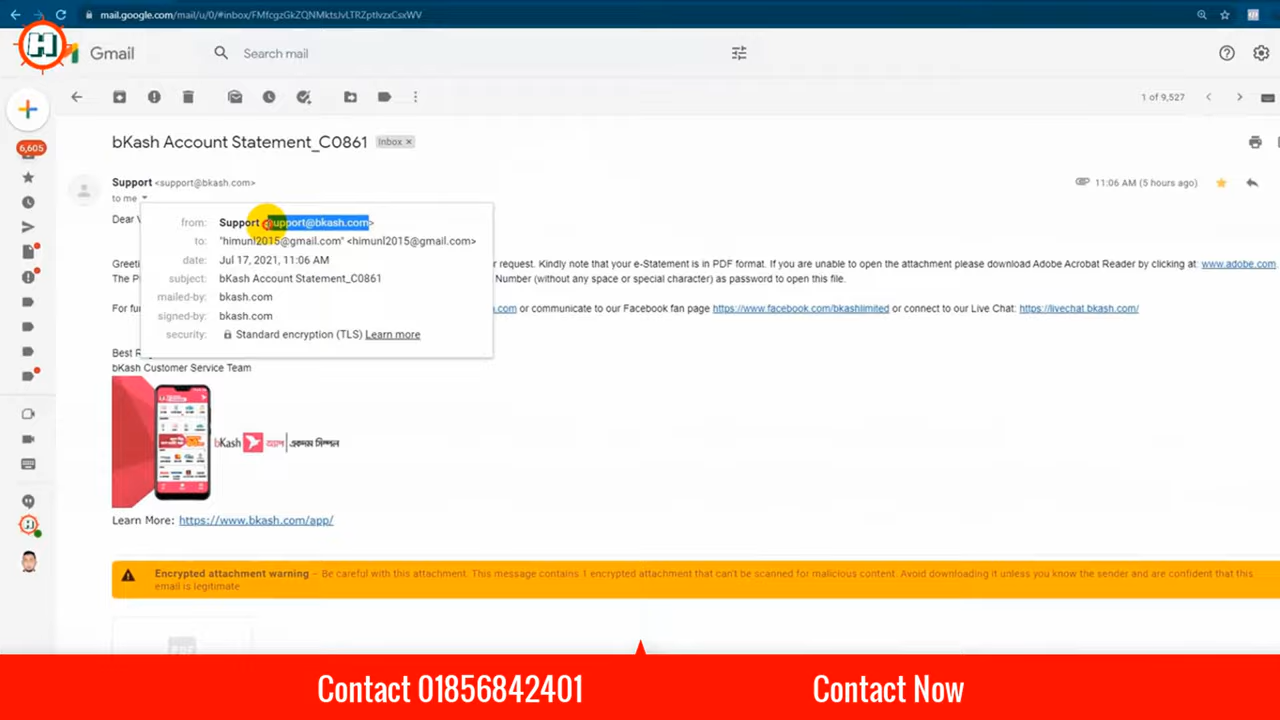 mail.google.com/mail/u/0/#inbox/FMfcgzGkZQNMktsJvLTRZptlvzxCsxWV
H
Gmail
Search mail
1 of 9,527
6,605
bKash Account Statement_C0861 Inbox ×
Support <support@bkash.com>
11:06 AM (5 hours ago)
to me
Dear
from: Support <support@bkash.com>
to: "himunl2015@gmail.com" <himunl2015@gmail.com>
date: Jul 17, 2021, 11:06 AM
subject: bKash Account Statement_C0861
mailed-by: bkash.com
signed-by: bkash.com
security: Standard encryption (TLS) Learn more
Greeti r request. Kindly note that your e-Statement is in PDF format. If you are unable to open the attachment please download Adobe Acrobat Reader by clicking at: www.adobe.com
The P Number (without any space or special character) as password to open this file.
For fu s.com or communicate to our Facebook fan page https://www.facebook.com/bkashlimited or connect to our Live Chat: https://livechat.bkash.com/
Best R
bKash Customer Service Team
bKash অ্যাপ একদম সিম্পল
Learn More: https://www.bkash.com/app/
Encrypted attachment warning – Be careful with this attachment. This message contains 1 encrypted attachment that can't be scanned for malicious content. Avoid downloading it unless you know the sender and are confident that this
email is legitimate
Contact 01856842401
Contact Now